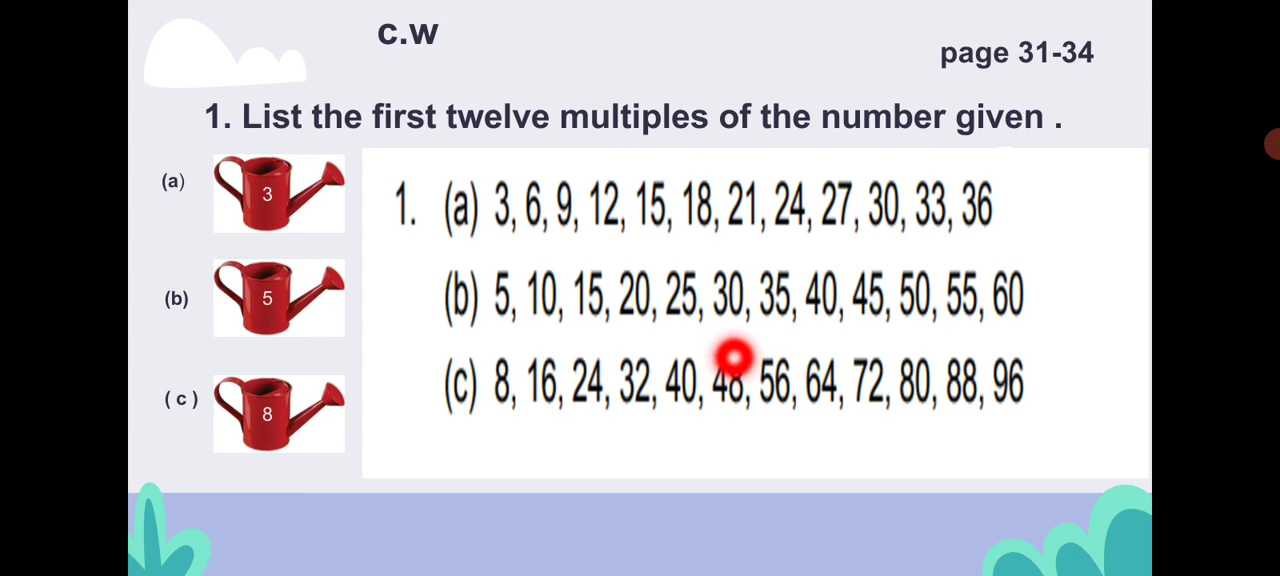 c.w
page 31-34
1. List the first twelve multiples of the number given .
(a)
3
1. (a) 3, 6, 9, 12, 15, 18, 21, 24, 27, 30, 33, 36
(b)
5
(b) 5, 10, 15, 20, 25, 30, 35, 40, 45, 50, 55, 60
( c )
8
(c) 8, 16, 24, 32, 40, 48, 56, 64, 72, 80, 88, 96